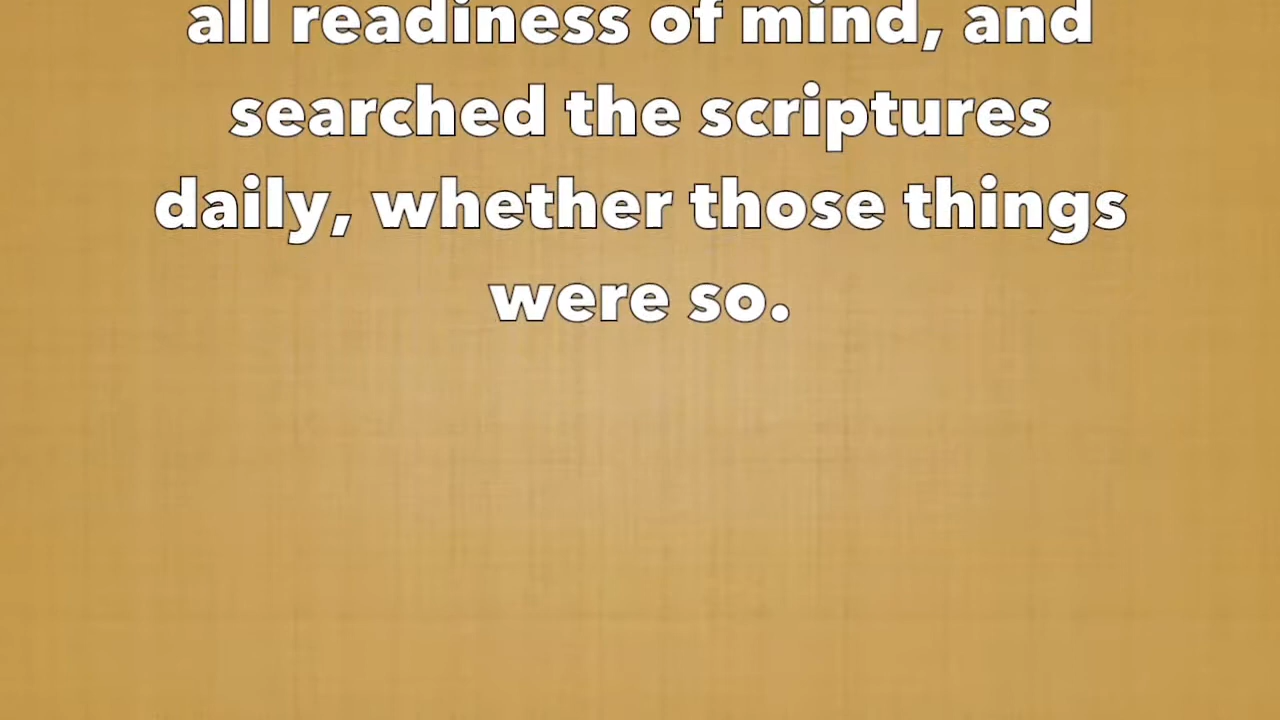 all readiness of mind, and
searched the scriptures
daily, whether those things
were so.